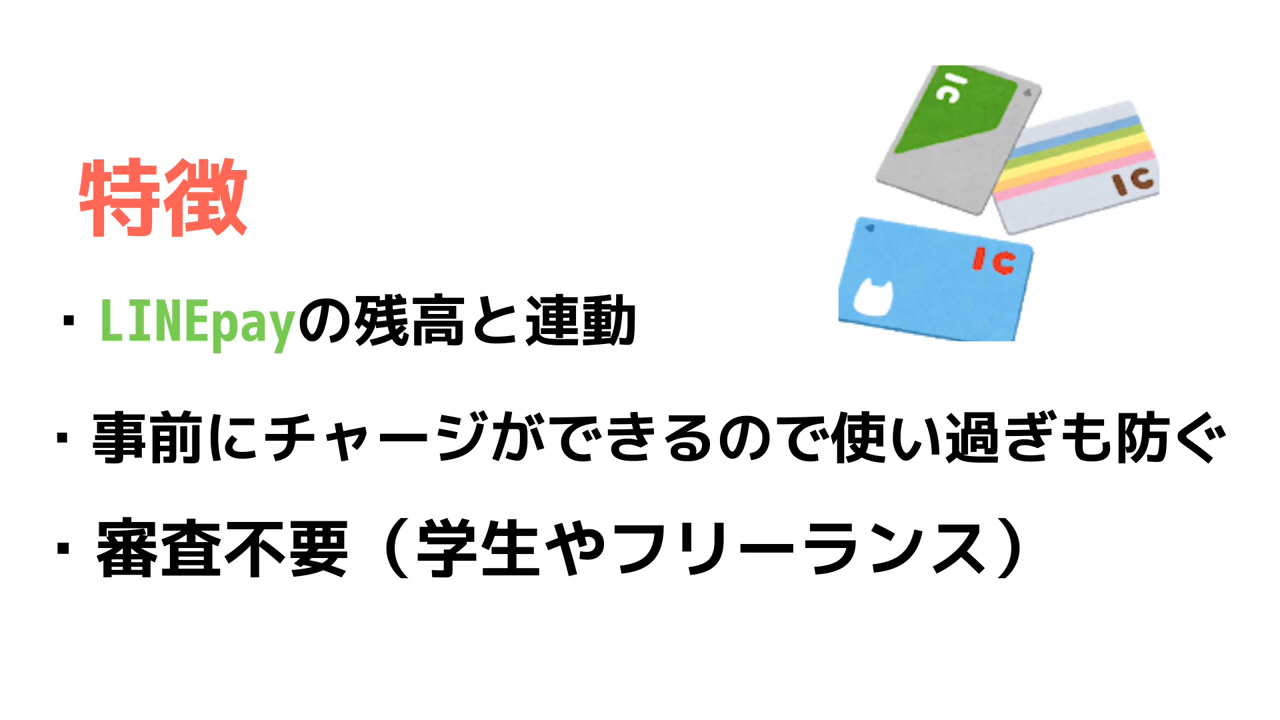 IC
IC
IC
特徴
・LINEpayの残高と連動
・事前にチャージができるので使い過ぎも防ぐ
・審査不要（学生やフリーランス）